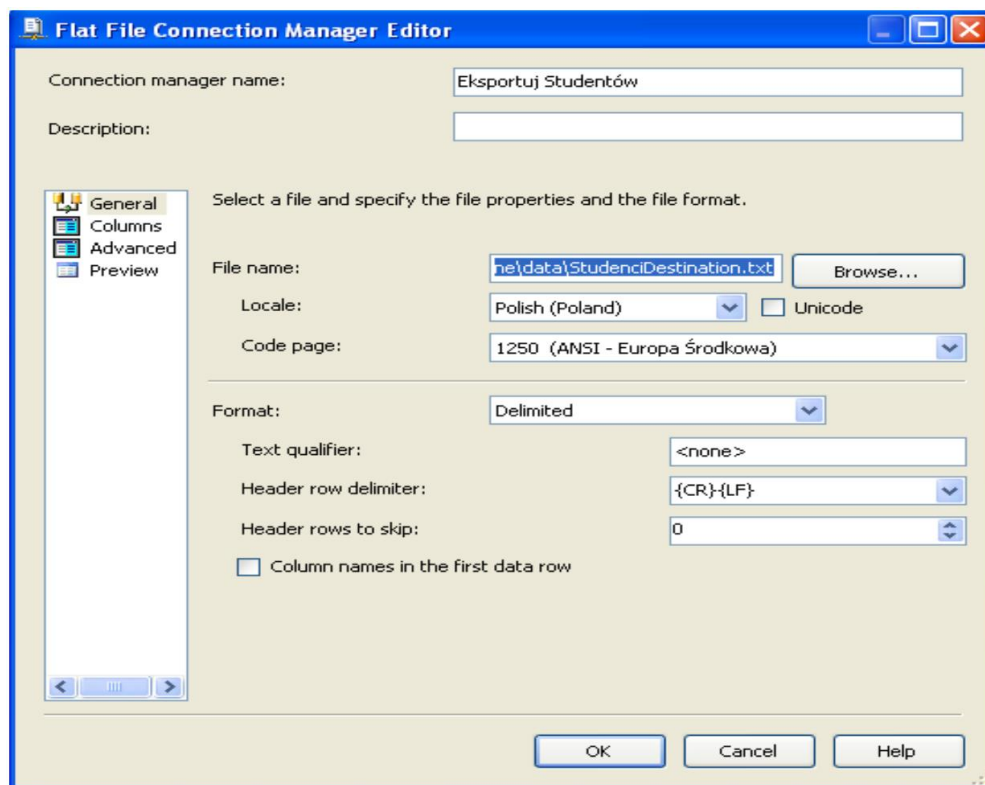 Flat File Connection Manager Editor
Connection manager name: Eksportuj Studentów
Description:
General
Columns
Advanced
Preview
Select a file and specify the file properties and the file format.
File name: ne\data\StudenciDestination.txt Browse...
Locale: Polish (Poland) Unicode
Code page: 1250 (ANSI - Europa Środkowa)
Format: Delimited
Text qualifier: <none>
Header row delimiter: {CR}{LF}
Header rows to skip: 0
Column names in the first data row
OK Cancel Help